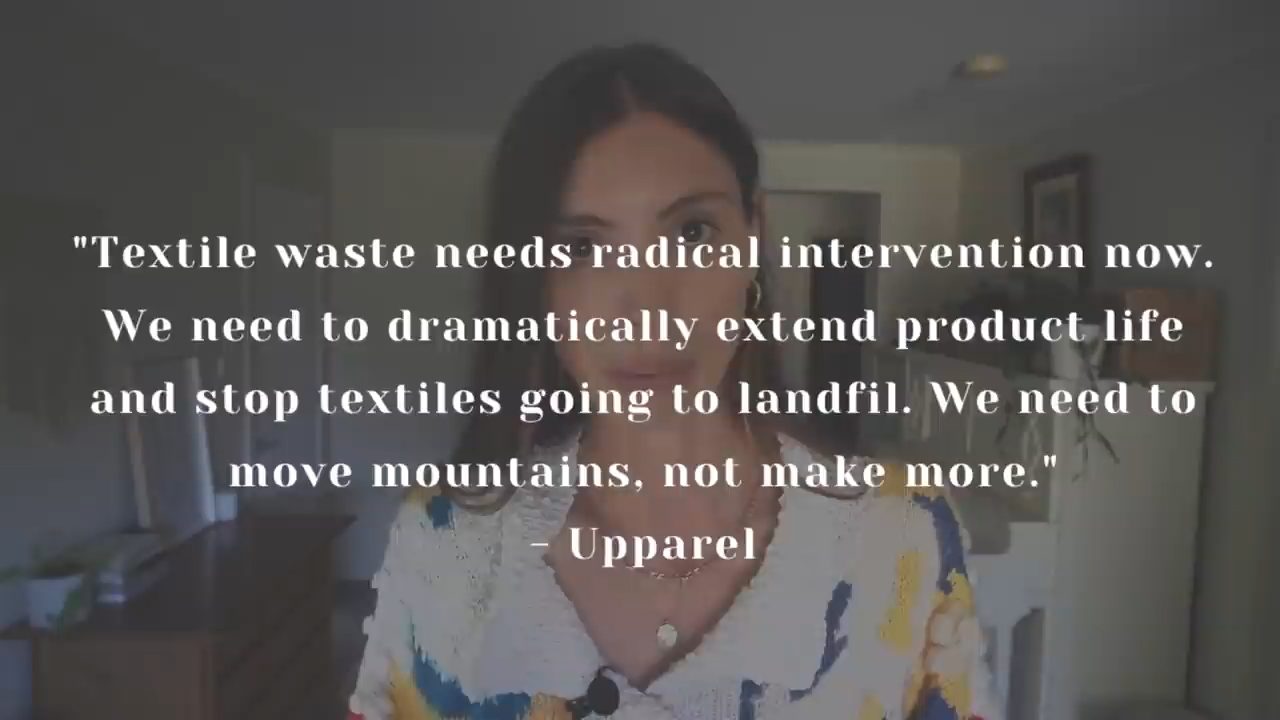 "Textile waste needs radical intervention now.
We need to dramatically extend product life
and stop textiles going to landfil. We need to
move mountains, not make more."
- Upparel